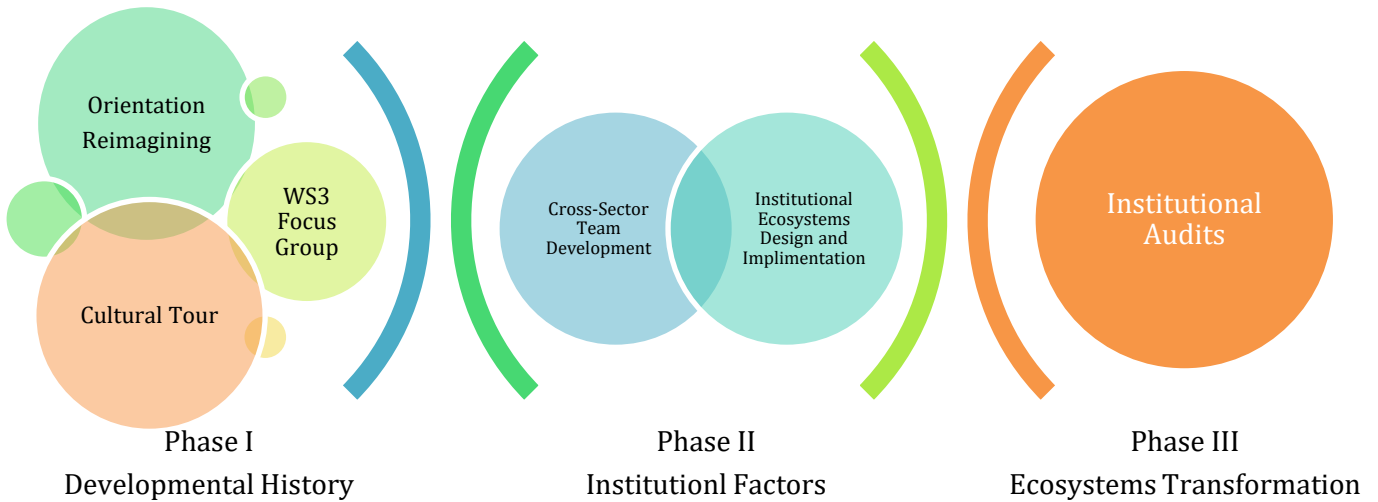 Orientation
Reimagining
WS3
Focus
Group
Cultural Tour
Phase I
Developmental History
Cross-Sector
Team
Development
Institutional
Ecosystems
Design and
Implimentation
Phase II
Institutionl Factors
Institutional
Audits
Phase III
Ecosystems Transformation